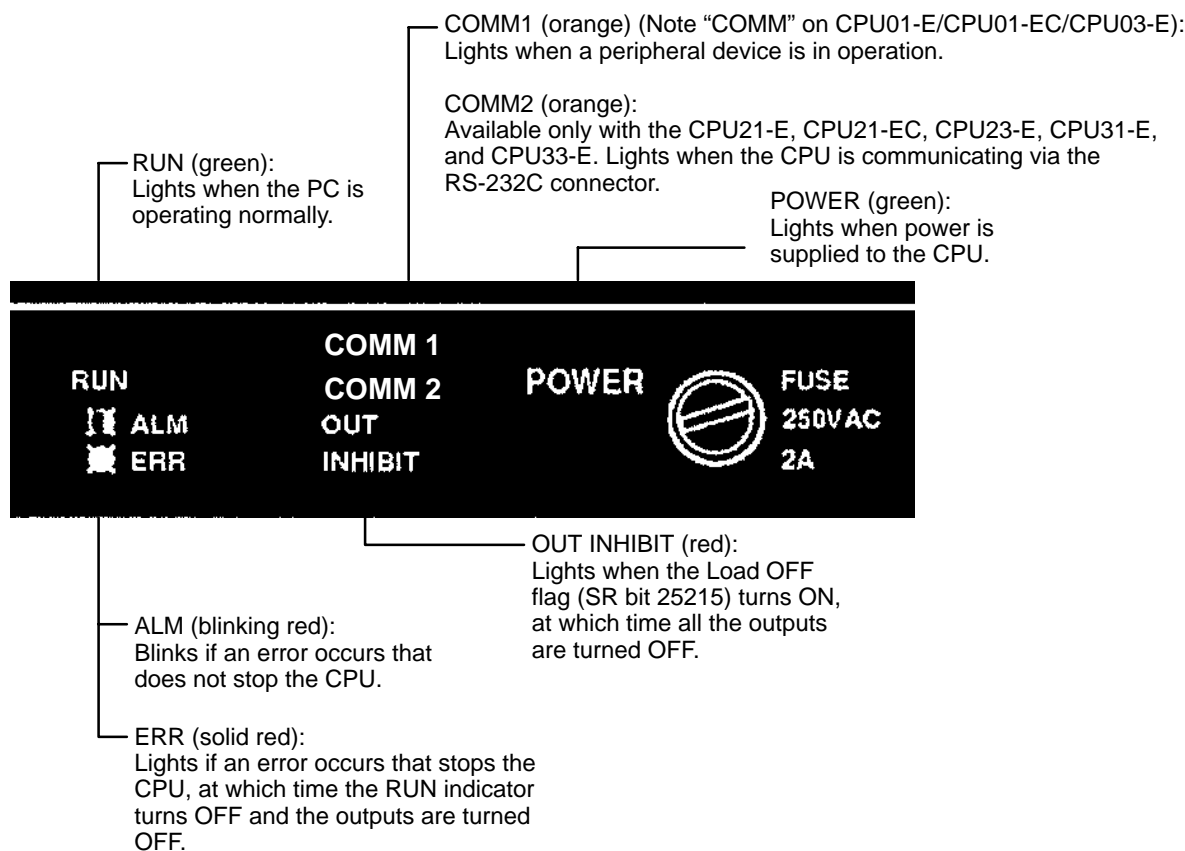 COMM1 (orange) (Note “COMM” on CPU01-E/CPU01-EC/CPU03-E):
Lights when a peripheral device is in operation.
COMM2 (orange):
Available only with the CPU21-E, CPU21-EC, CPU23-E, CPU31-E,
and CPU33-E. Lights when the CPU is communicating via the
RS-232C connector.
RUN (green):
Lights when the PC is
operating normally.
POWER (green):
Lights when power is
supplied to the CPU.
RUN
ALM
ERR
COMM 1
COMM 2
OUT
INHIBIT
POWER
FUSE
250VAC
2A
OUT INHIBIT (red):
Lights when the Load OFF
flag (SR bit 25215) turns ON,
at which time all the outputs
are turned OFF.
ALM (blinking red):
Blinks if an error occurs that
does not stop the CPU.
ERR (solid red):
Lights if an error occurs that stops the
CPU, at which time the RUN indicator
turns OFF and the outputs are turned
OFF.